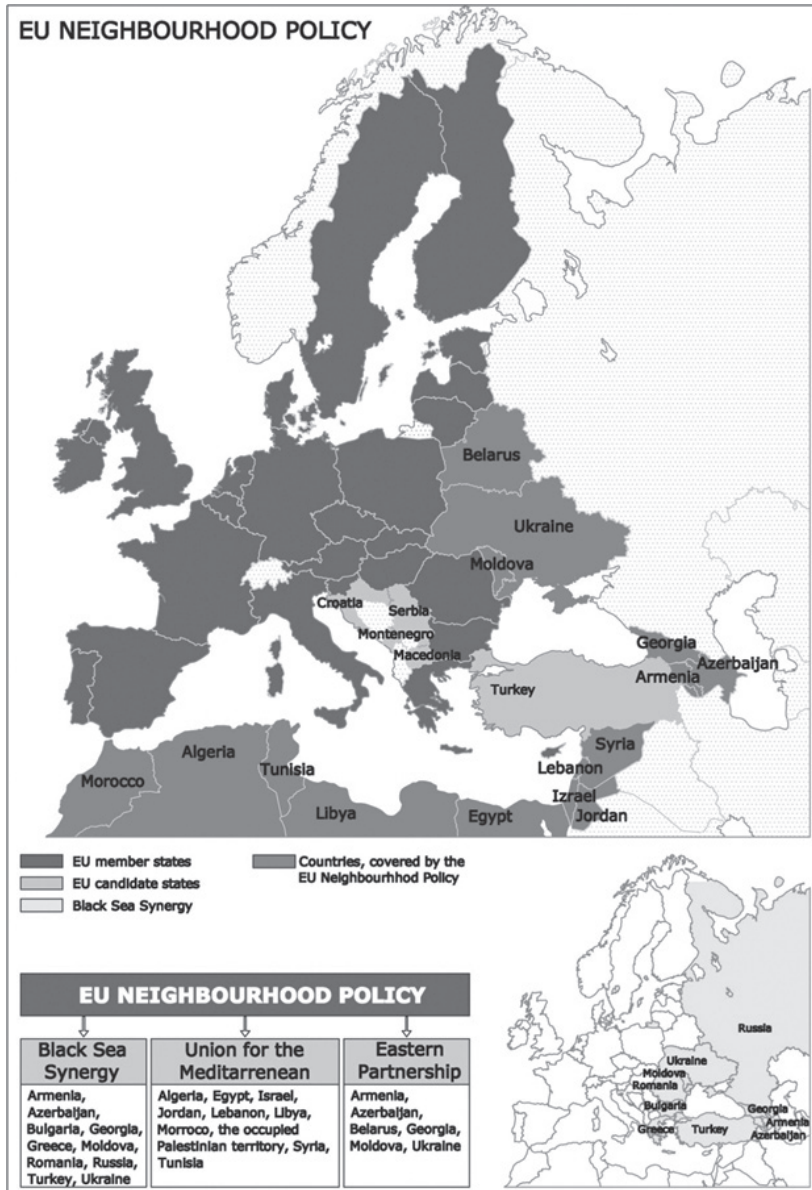 EU NEIGHBOURHOOD POLICY
Belarus
Ukraine
Moldova
Croatia
Serbia
Montenegro
Macedonia
Georgia
Azerbaijan
Armenia
Turkey
Syria
Lebanon
Izrael
Jordan
Algeria
Morocco
Tunisia
Libya
Egypt
EU member states
EU candidate states
Black Sea Synergy
Countries, covered by the
EU Neighbourhhod Policy
EU NEIGHBOURHOOD POLICY
Black Sea
Synergy
Armenia,
Azerbaijan,
Bulgaria, Georgia,
Greece, Moldova,
Romania, Russia,
Turkey, Ukraine
Union for the
Meditarrenean
Algeria, Egypt, Israel,
Jordan, Lebanon, Libya,
Morroco, the occupied
Palestinian territory, Syria,
Tunisia
Eastern
Partnership
Armenia,
Azerbaijan,
Belarus, Georgia,
Moldova, Ukraine
Russia
Ukraine
Moldova
Romania
Bulgaria
Georgia
Armenia
Azerbaijan
Greece
Turkey